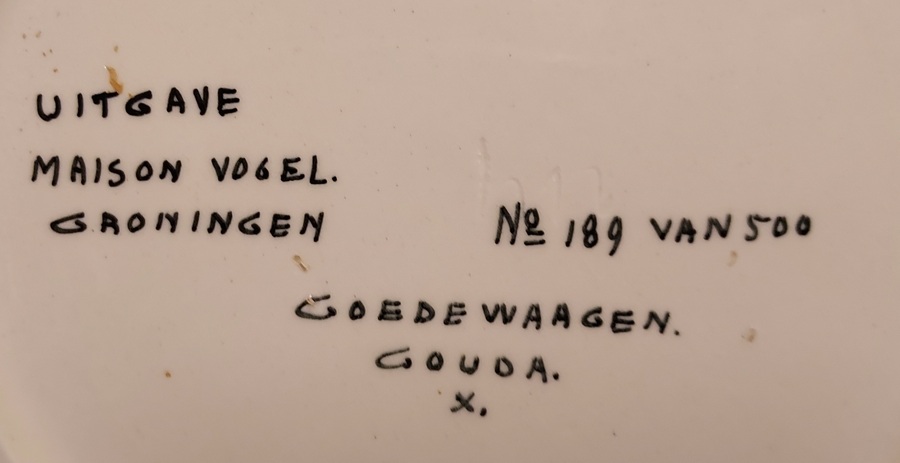 UITGAVE
MAISON VOGEL.
GRONINGEN
No 189 VAN 500
GOEDEWAAGEN.
GOUDA.
X.